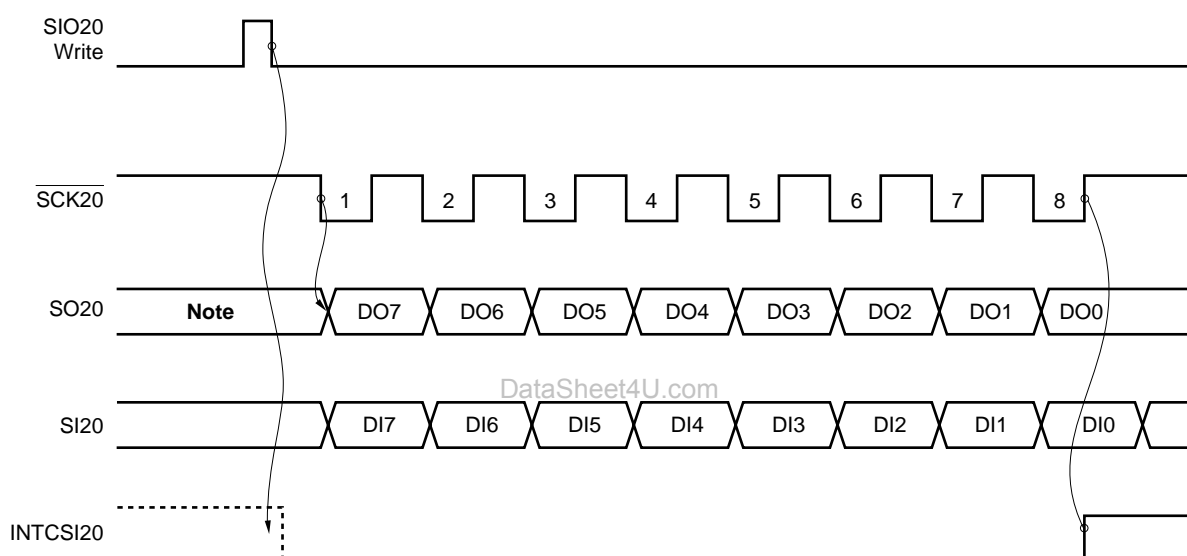 SIO20
Write
SCK20
1 2 3 4 5 6 7 8
SO20
Note DO7 DO6 DO5 DO4 DO3 DO2 DO1 DO0
DataSheet4U.com
SI20
DI7 DI6 DI5 DI4 DI3 DI2 DI1 DI0
INTCSI20